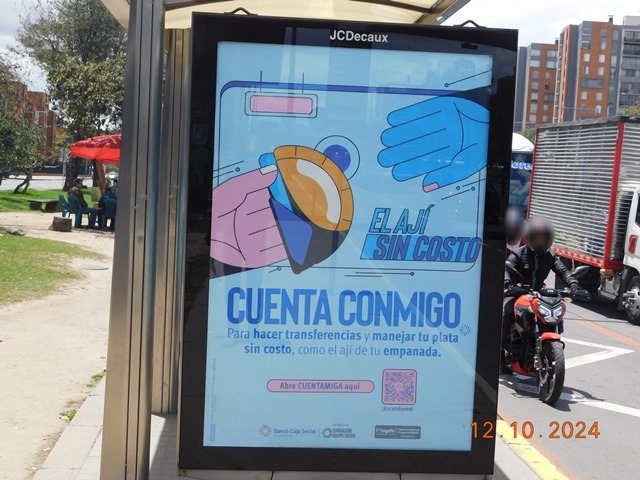 JCDecaux
EL AJÍ
SIN COSTO
CUENTA CONMIGO
Para hacer transferencias y manejar tu plata
sin costo, como el ají de tu empanada.
Abre CUENTAMIGA aquí
¡Escanéame!
Banco Caja Social
FUNDACIÓN
GRUPO SOCIAL
Fogafín
12.10.2024